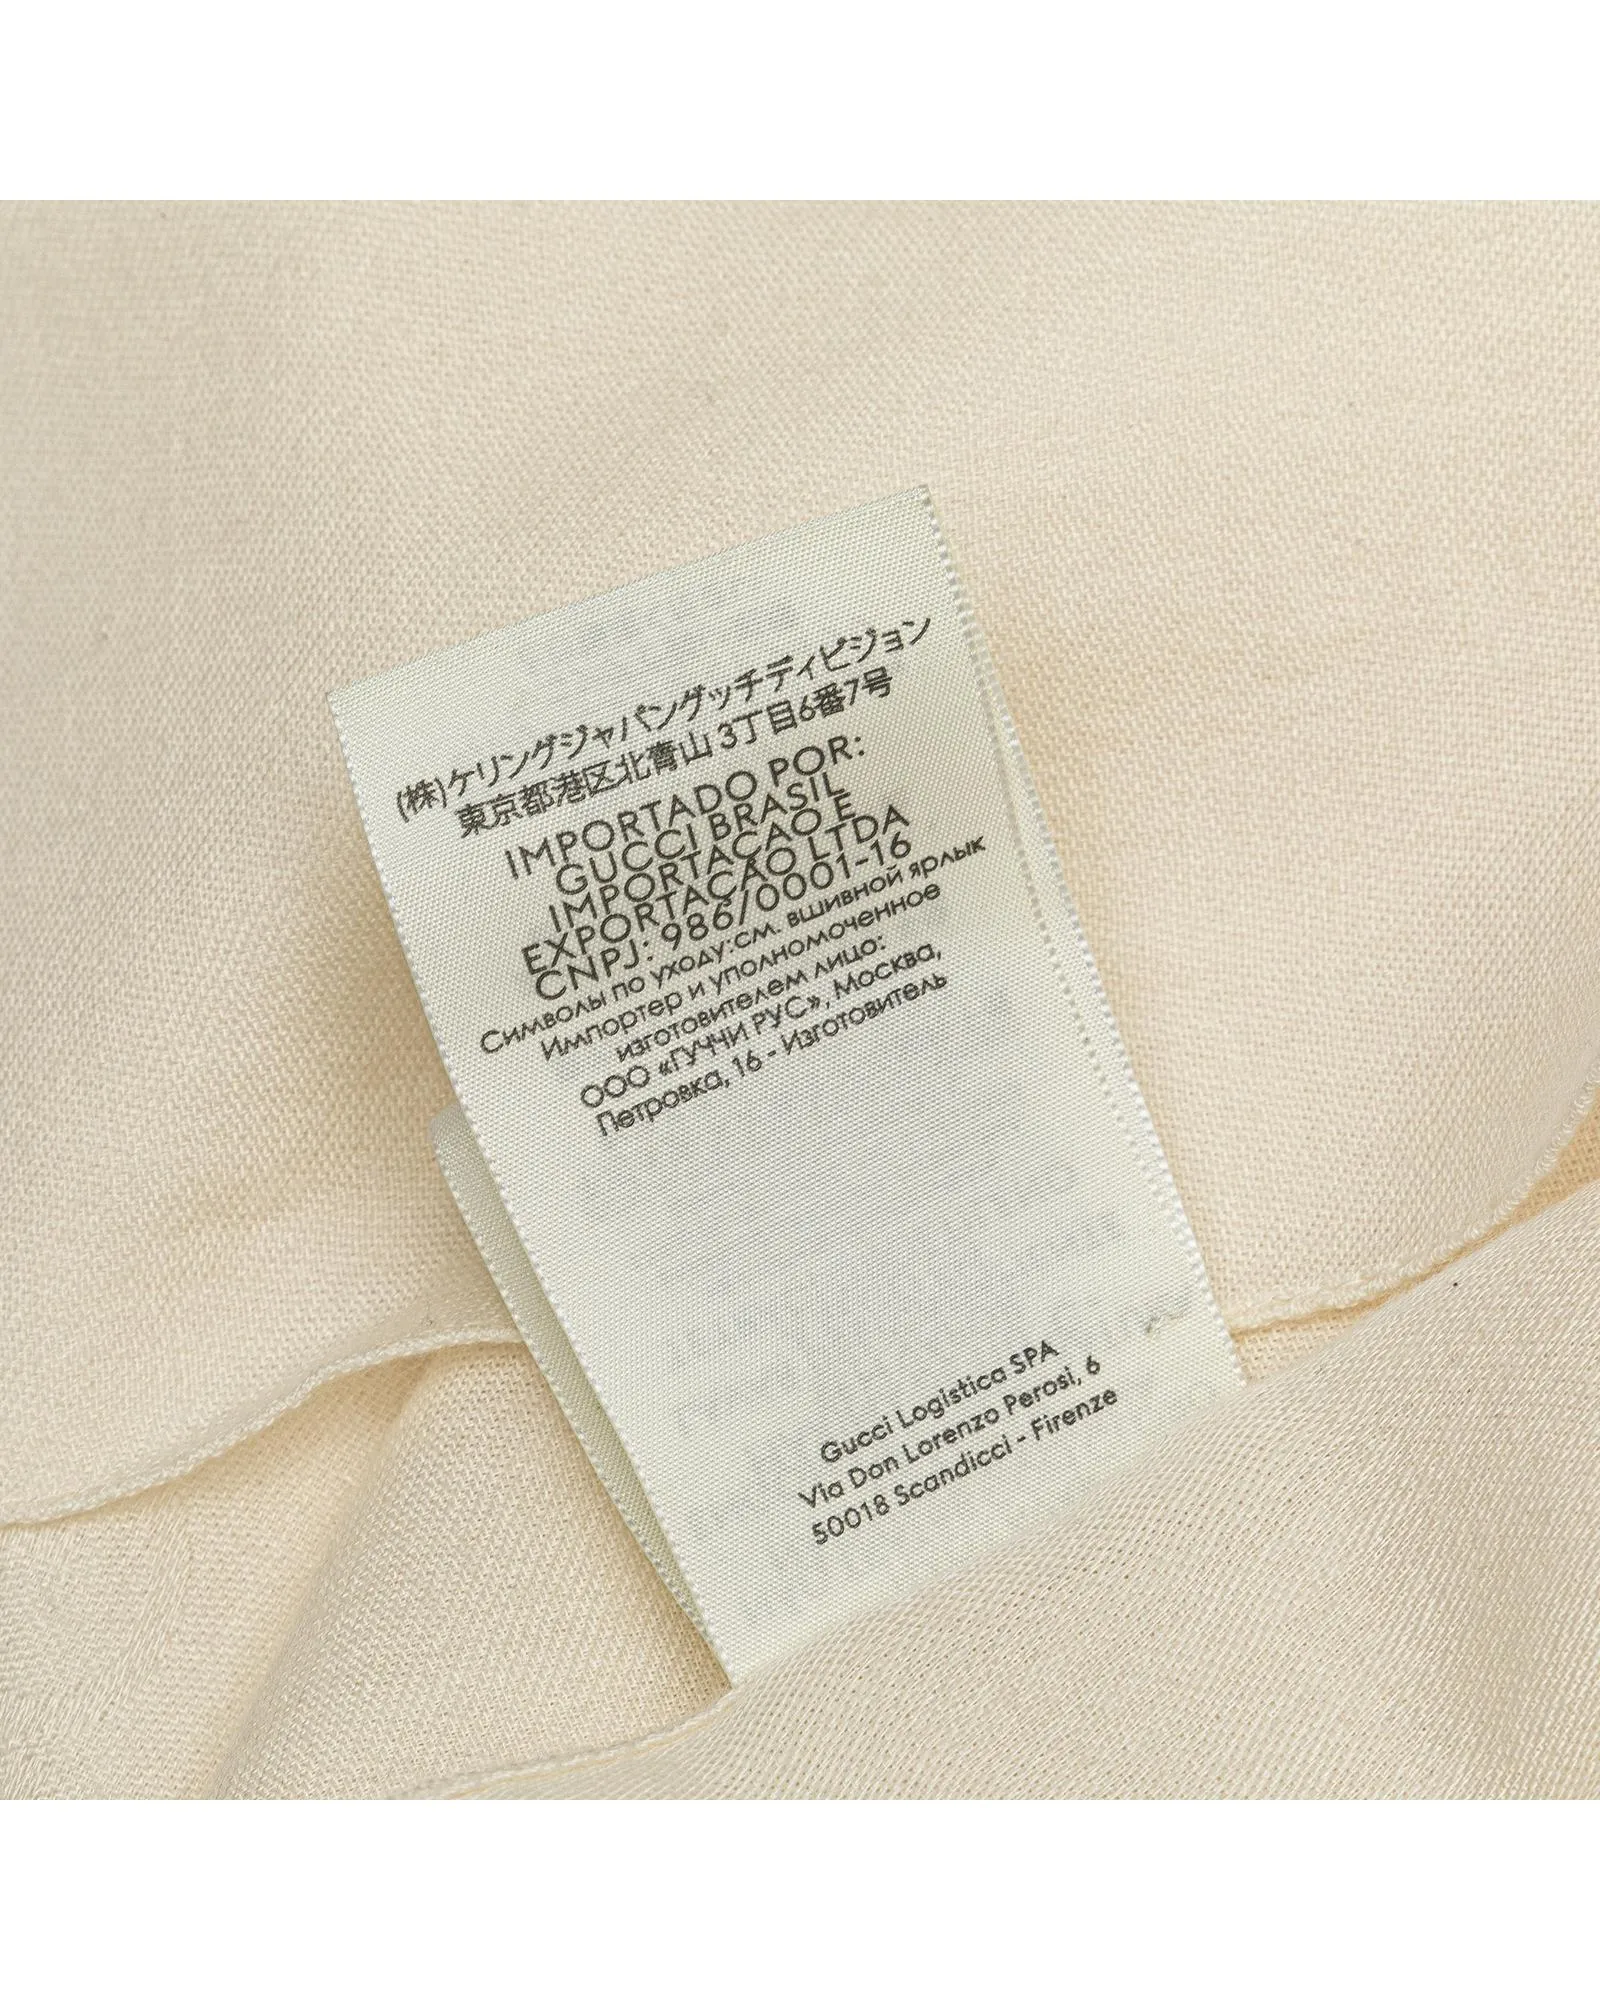 (株)ケリングジャパングッチディビジョン
東京都港区北青山 3丁目6番7号
IMPORTADO POR:
GUCCI BRASIL
IMPORTAÇAO E
EXPORTAÇÃO LTDA
CNPJ: 986/0001-16
Символы по уходу:см. вшивной ярлык
Импортер и уполномоченное
изготовителем лицо:
ООО «ГУЧЧИ РУС», Москва,
Петровка, 16 - Изготовитель
Gucci Logistica SPA
Via Don Lorenzo Perosi, 6
50018 Scandicci - Firenze